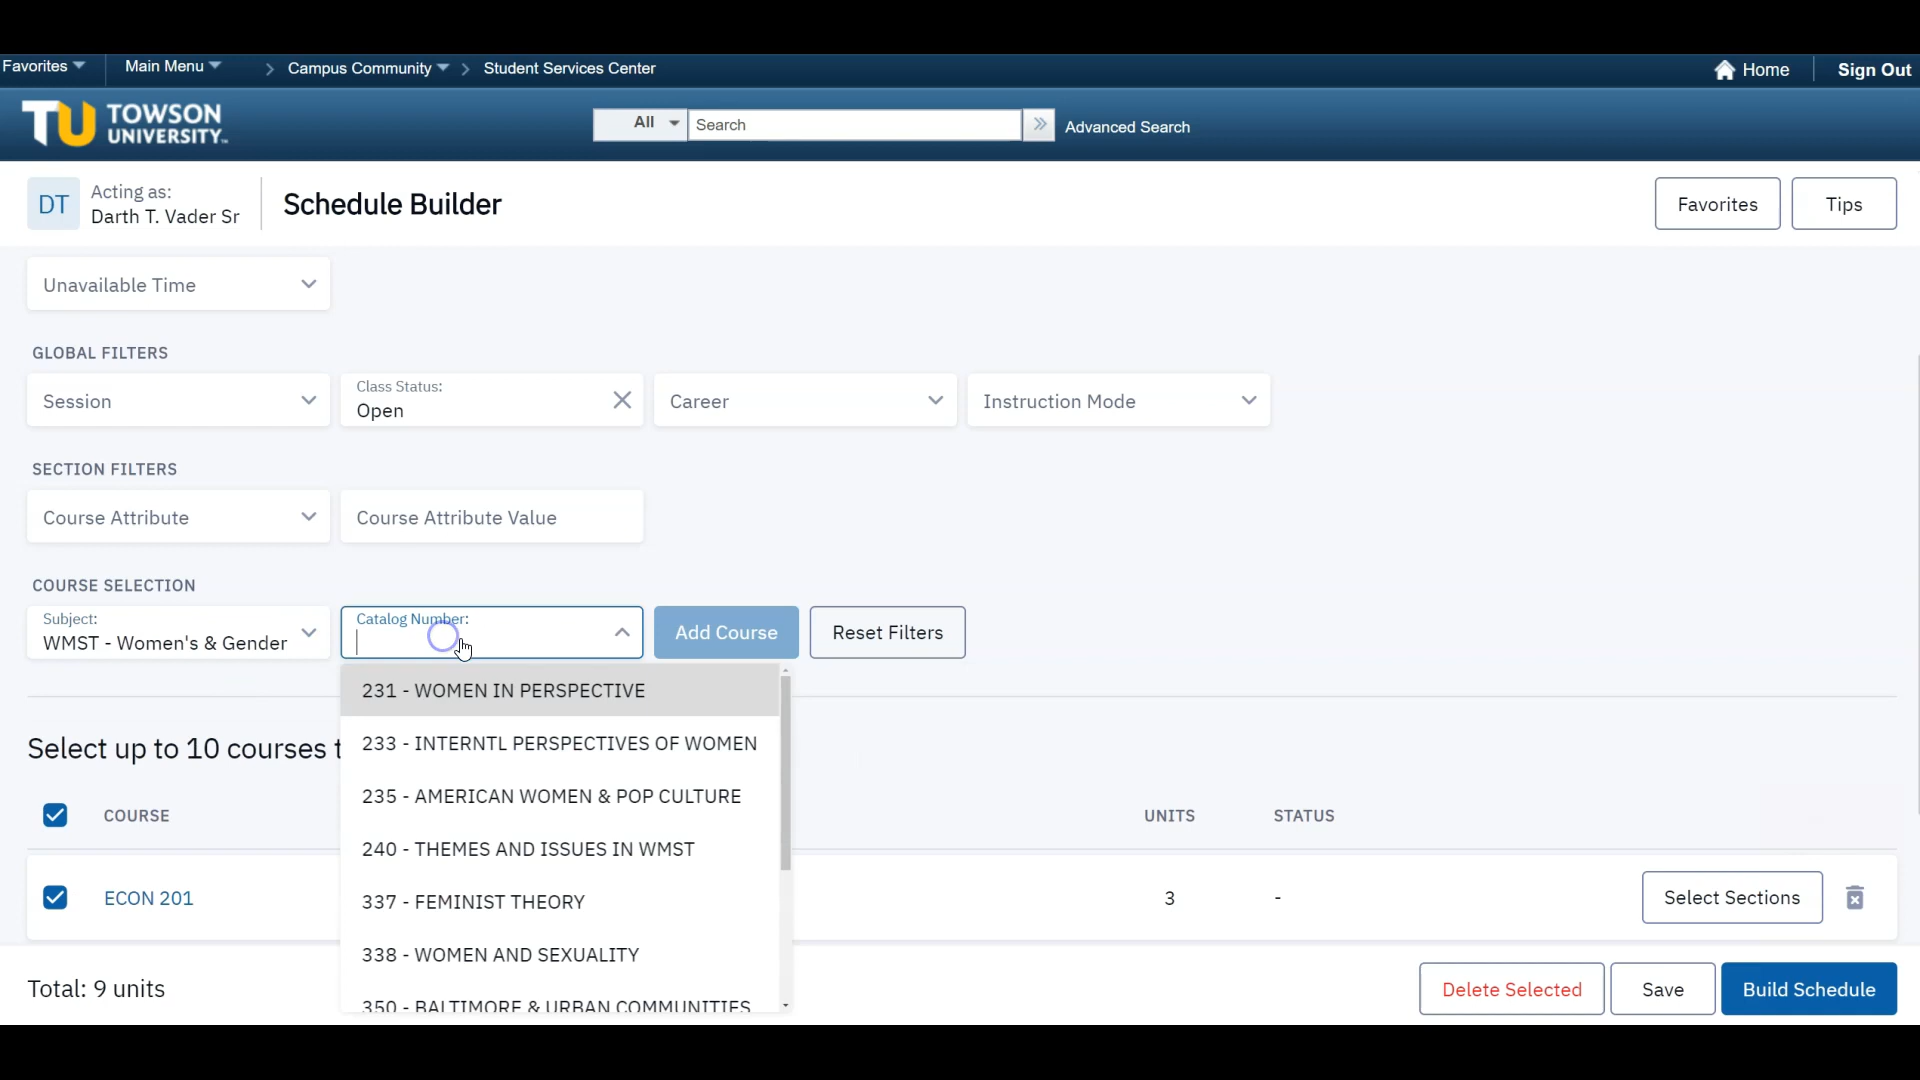 Favorites Main Menu > Campus Community > Student Services Center Home Sign Out
TU TOWSON UNIVERSITY™
All Search » Advanced Search
DT Acting as: Darth T. Vader Sr
Schedule Builder
Favorites Tips
Unavailable Time
GLOBAL FILTERS
Session
Class Status:
Open
Career
Instruction Mode
SECTION FILTERS
Course Attribute Course Attribute Value
COURSE SELECTION
Subject:
WMST - Women's & Gender
Catalog Number:
Add Course Reset Filters
231 - WOMEN IN PERSPECTIVE
233 - INTERNTL PERSPECTIVES OF WOMEN
235 - AMERICAN WOMEN & POP CULTURE
240 - THEMES AND ISSUES IN WMST
337 - FEMINIST THEORY
338 - WOMEN AND SEXUALITY
350 - BALTIMORE & URBAN COMMUNITIES
Select up to 10 courses t
COURSE UNITS STATUS
ECON 201 3 - Select Sections
Total: 9 units Delete Selected Save Build Schedule